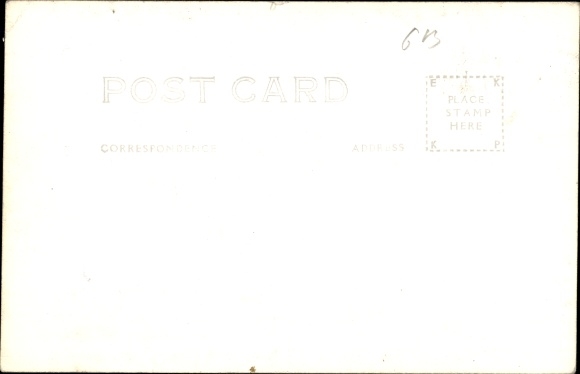 6B
POST CARD
E K
PLACE
STAMP
HERE
K P
CORRESPONDENCE ADDRESS